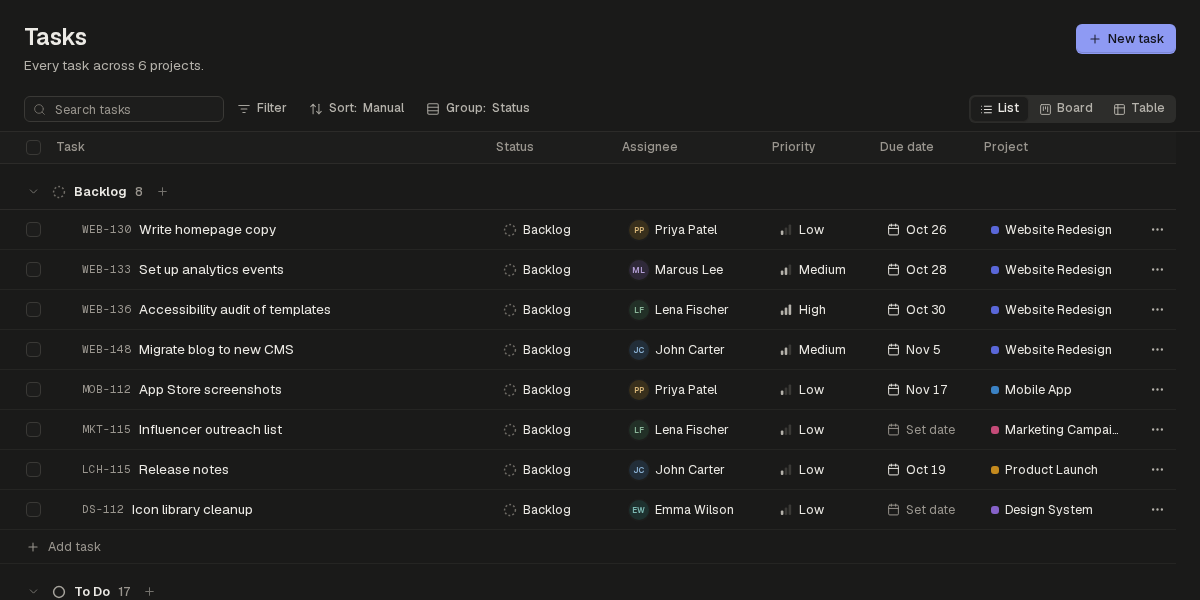 Tasks
New task
Every task across 6 projects.
Search tasks Filter Sort: Manual Group: Status List Board Table
Task Status Assignee Priority Due date Project
Backlog 8
WEB-130 Write homepage copy Backlog PP Priya Patel Low Oct 26 Website Redesign
WEB-133 Set up analytics events Backlog ML Marcus Lee Medium Oct 28 Website Redesign
WEB-136 Accessibility audit of templates Backlog LF Lena Fischer High Oct 30 Website Redesign
WEB-148 Migrate blog to new CMS Backlog JC John Carter Medium Nov 5 Website Redesign
MOB-112 App Store screenshots Backlog PP Priya Patel Low Nov 17 Mobile App
MKT-115 Influencer outreach list Backlog LF Lena Fischer Low Set date Marketing Campai…
LCH-115 Release notes Backlog JC John Carter Low Oct 19 Product Launch
DS-112 Icon library cleanup Backlog EW Emma Wilson Low Set date Design System
Add task
To Do 17